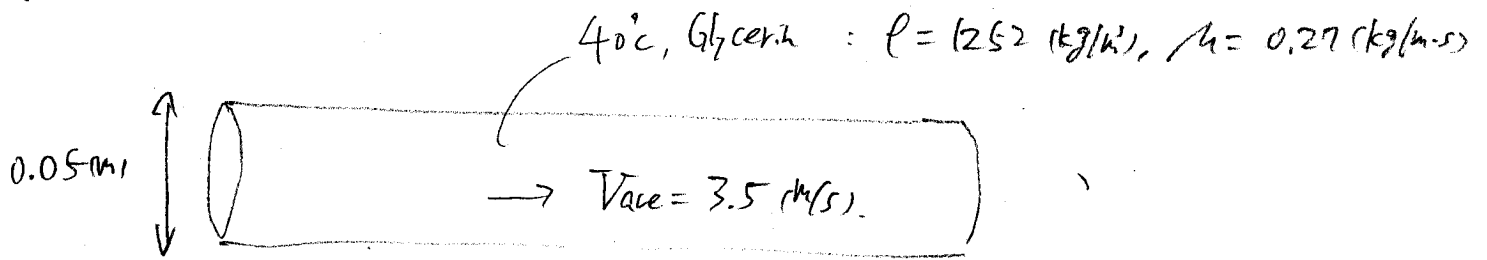 40°C, Glycerin : ρ = 1252 (kg/m³), μ = 0.27 (kg/m·s)
0.05(m)
→ Vave = 3.5 (m/s).